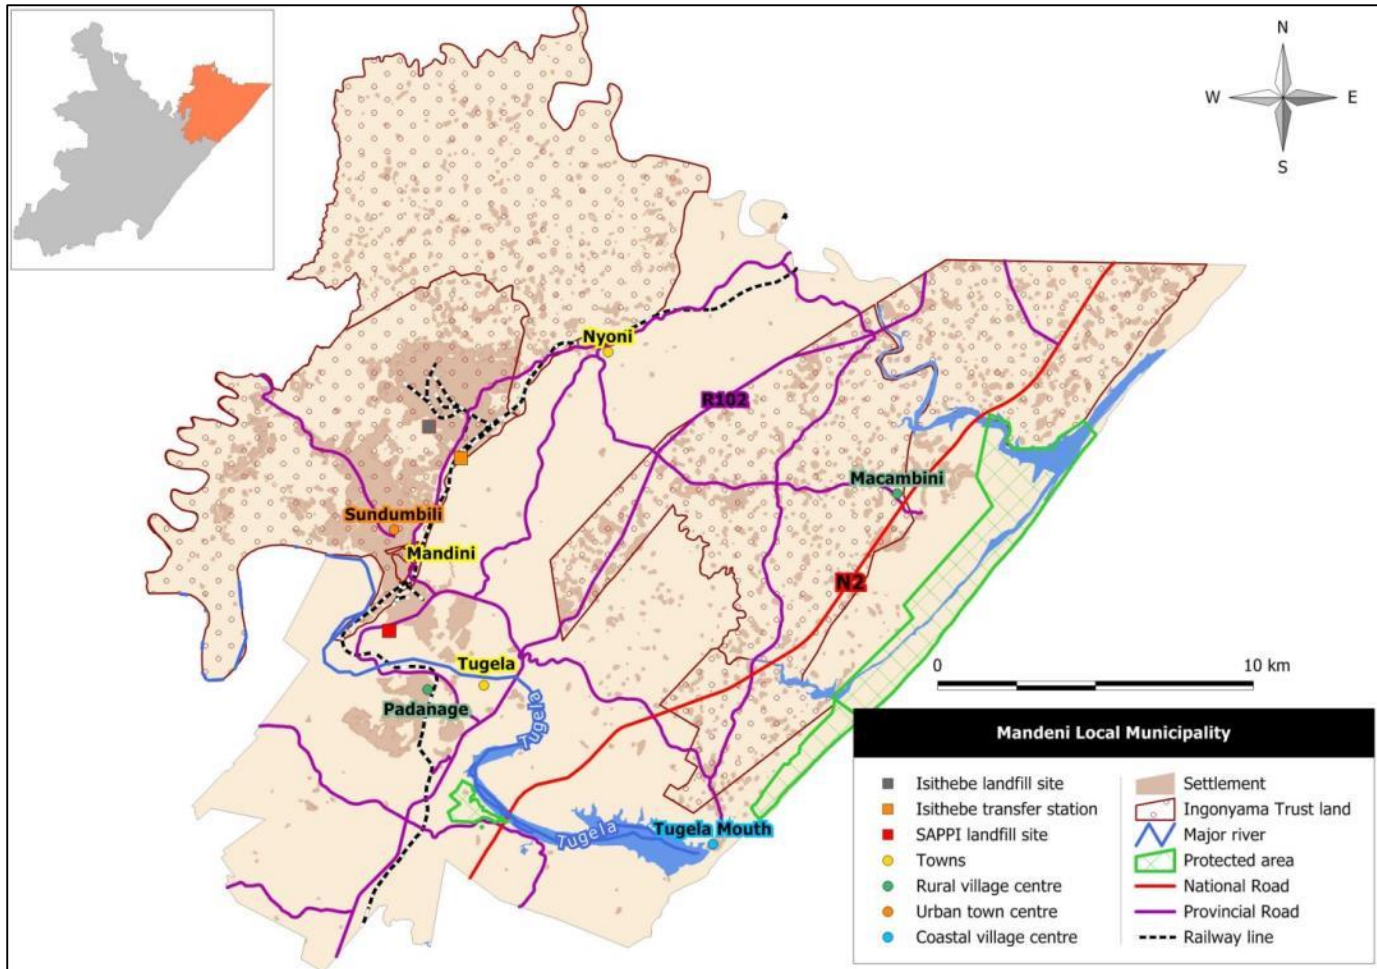 N
W E
S
Nyoni
R102
Macambini
Sundumbili
Mandini
N2
0 10 km
Tugela
Padanage
Tugela
Tugela
Tugela Mouth
Mandeni Local Municipality
Isithebe landfill site
Isithebe transfer station
SAPPI landfill site
Towns
Rural village centre
Urban town centre
Coastal village centre
Settlement
Ingonyama Trust land
Major river
Protected area
National Road
Provincial Road
Railway line